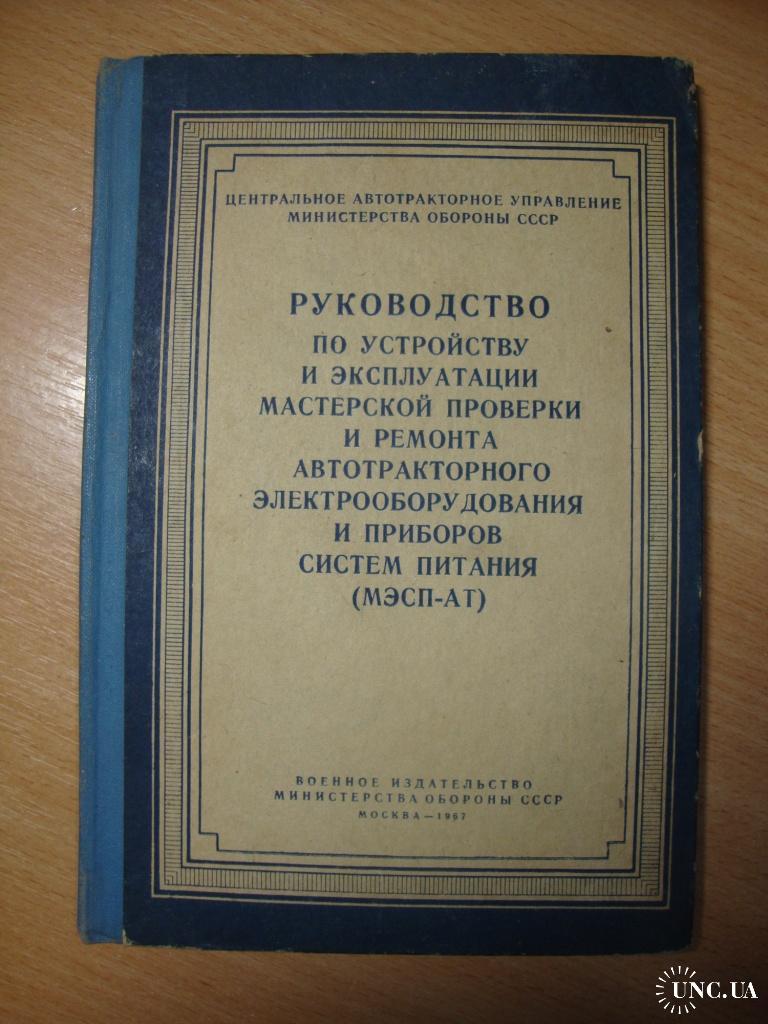 ЦЕНТРАЛЬНОЕ АВТОТРАКТОРНОЕ УПРАВЛЕНИЕ
МИНИСТЕРСТВА ОБОРОНЫ СССР
РУКОВОДСТВО
ПО УСТРОЙСТВУ
И ЭКСПЛУАТАЦИИ
МАСТЕРСКОЙ ПРОВЕРКИ
И РЕМОНТА
АВТОТРАКТОРНОГО
ЭЛЕКТРООБОРУДОВАНИЯ
И ПРИБОРОВ
СИСТЕМ ПИТАНИЯ
(МЭСП-АТ)
ВОЕННОЕ ИЗДАТЕЛЬСТВО
МИНИСТЕРСТВА ОБОРОНЫ СССР
МОСКВА — 1967
UNC.UA